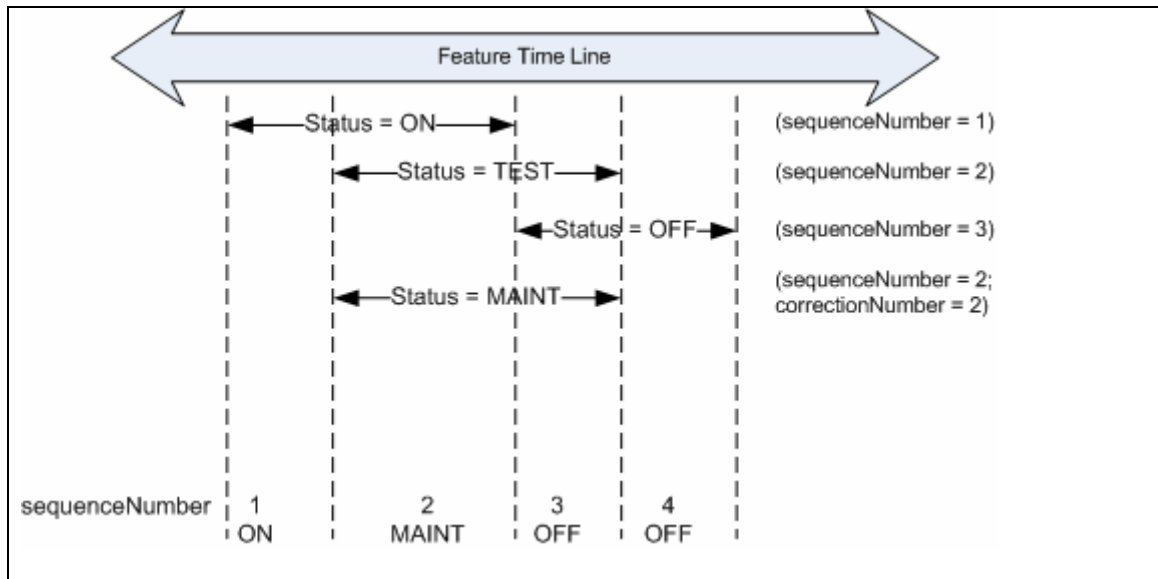 Feature Time Line
Status = ON
(sequenceNumber = 1)
Status = TEST
(sequenceNumber = 2)
Status = OFF
(sequenceNumber = 3)
Status = MAINT
(sequenceNumber = 2;
correctionNumber = 2)
sequenceNumber 1 2 3 4
ON MAINT OFF OFF